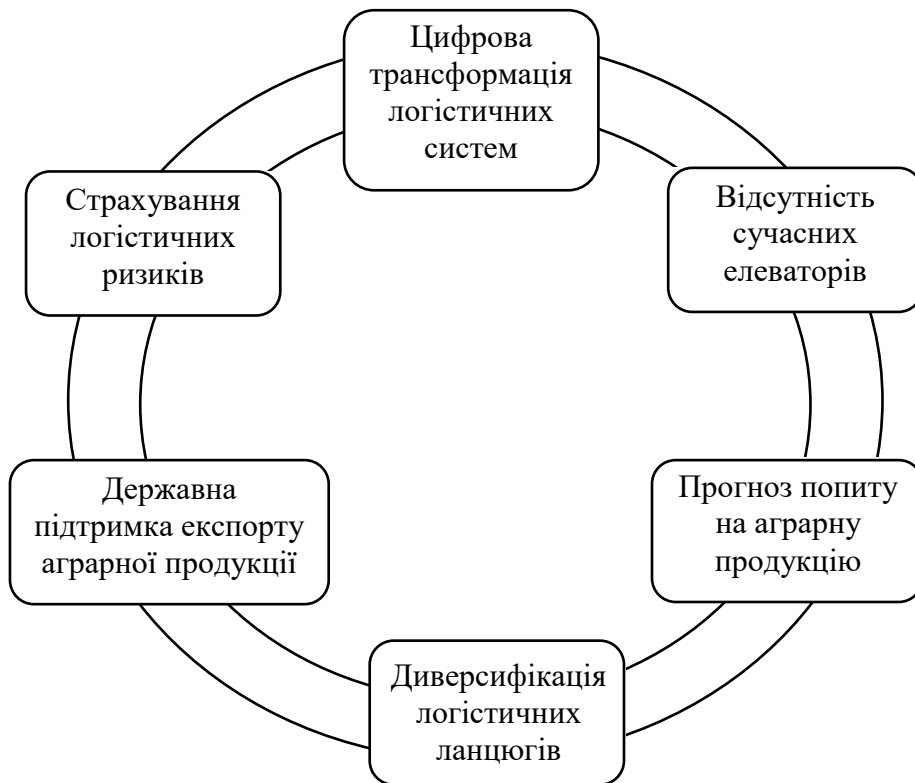 Цифрова
трансформація
логістичних
систем
Відсутність
сучасних
елеваторів
Прогноз попиту
на аграрну
продукцію
Диверсифікація
логістичних
ланцюгів
Державна
підтримка експорту
аграрної продукції
Страхування
логістичних
ризиків